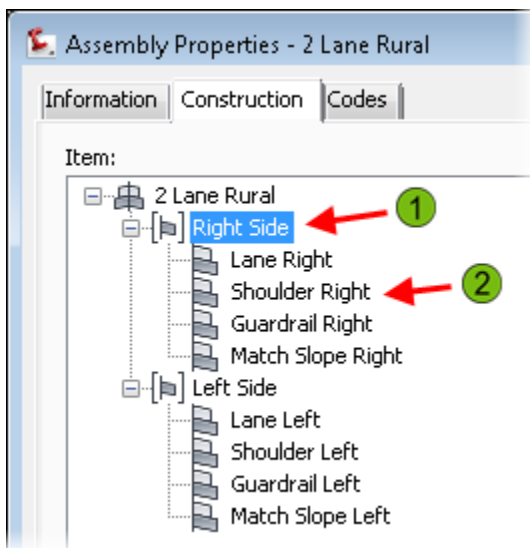 Assembly Properties - 2 Lane Rural
Information Construction Codes
Item:
2 Lane Rural
Right Side
1
Lane Right
Shoulder Right
2
Guardrail Right
Match Slope Right
Left Side
Lane Left
Shoulder Left
Guardrail Left
Match Slope Left